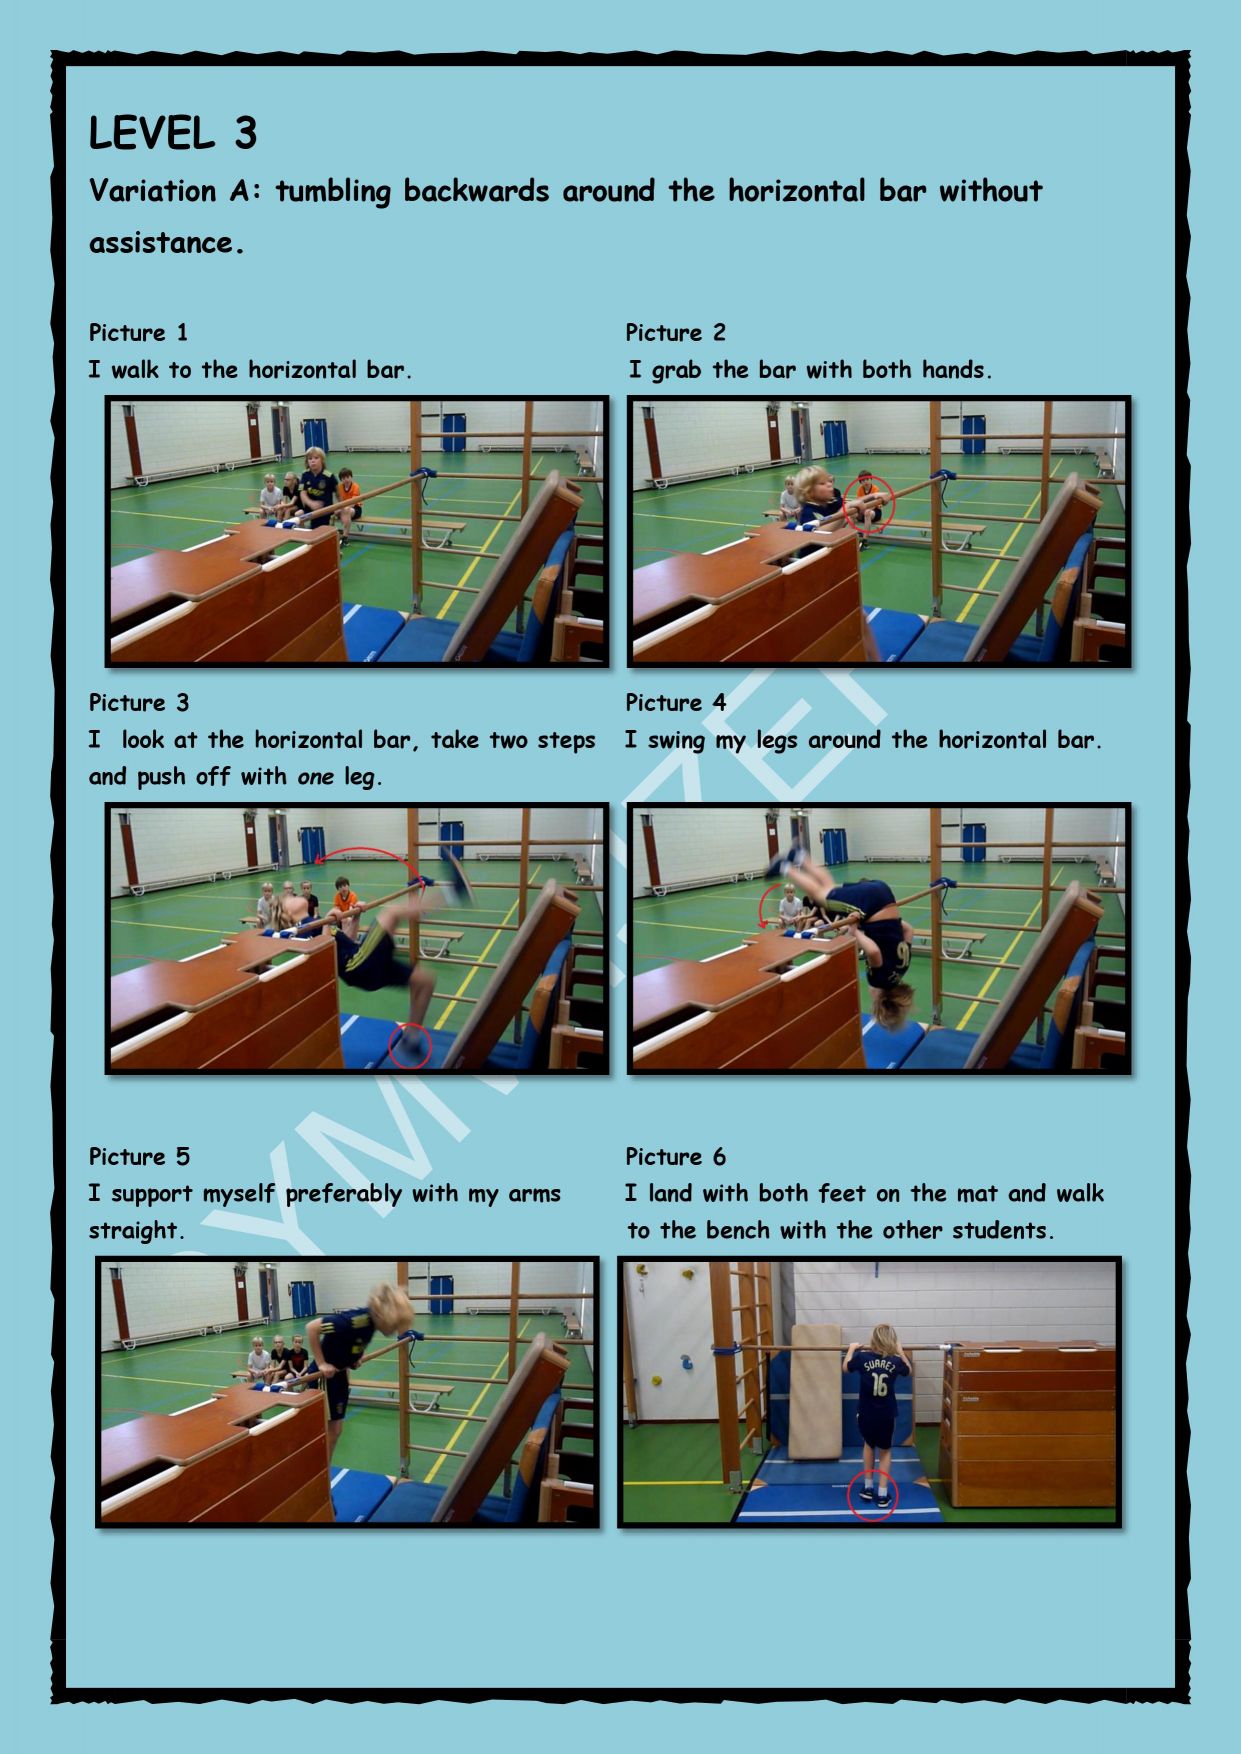 LEVEL 3
Variation A: tumbling backwards around the horizontal bar without
assistance.
Picture 1
I walk to the horizontal bar.
Picture 2
I grab the bar with both hands.
Picture 3
I look at the horizontal bar, take two steps
and push off with one leg.
Picture 4
I swing my legs around the horizontal bar.
Picture 5
I support myself preferably with my arms
straight.
Picture 6
I land with both feet on the mat and walk
to the bench with the other students.
SUAREZ
16